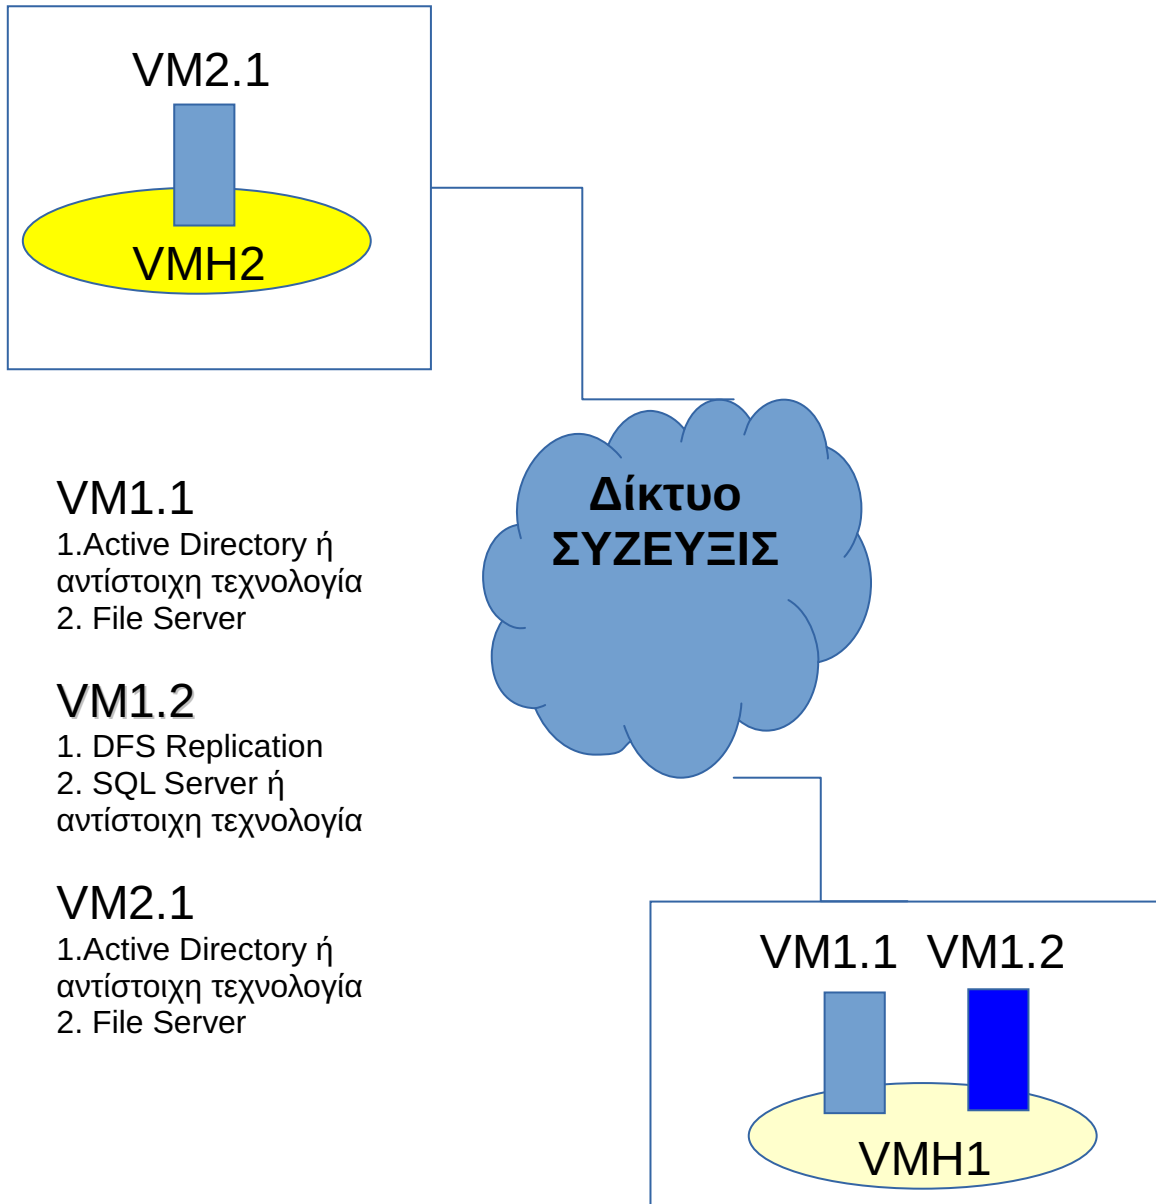 VM2.1
VMH2
Δίκτυο
ΣΥΖΕΥΞΙΣ
VM1.1
1.Active Directory ή
αντίστοιχη τεχνολογία
2. File Server
VM1.2
1. DFS Replication
2. SQL Server ή
αντίστοιχη τεχνολογία
VM2.1
1.Active Directory ή
αντίστοιχη τεχνολογία
2. File Server
VM1.1 VM1.2
VMH1